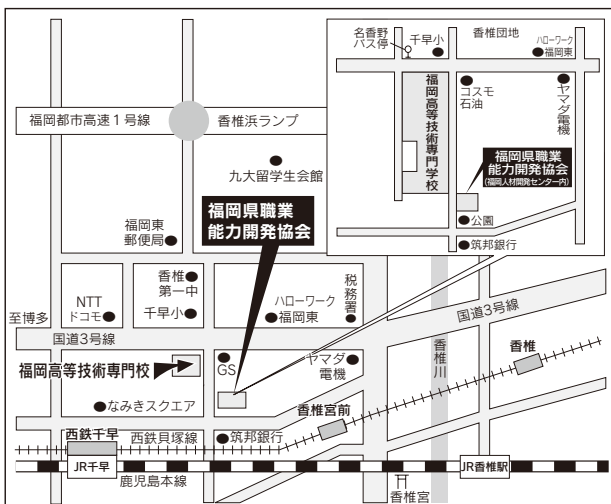 名香野
バス停
千早小
香椎団地
ハローワーク
福岡東
福岡高等技術専門学校
コスモ
石油
ヤマダ電機
福岡県職業
能力開発協会
(福岡人材開発センター内)
公園
筑邦銀行
福岡都市高速1号線
香椎浜ランプ
九大留学生会館
福岡東
郵便局
福岡県職業
能力開発協会
香椎
第一中
NTT
ドコモ
千早小
ハローワーク
福岡東
税務署
至博多
国道3号線
国道3号線
福岡高等技術専門校
GS
ヤマダ
電機
香椎川
香椎
なみきスクエア
香椎宮前
西鉄千早
西鉄貝塚線
筑邦銀行
JR千早
鹿児島本線
JR香椎駅
香椎宮